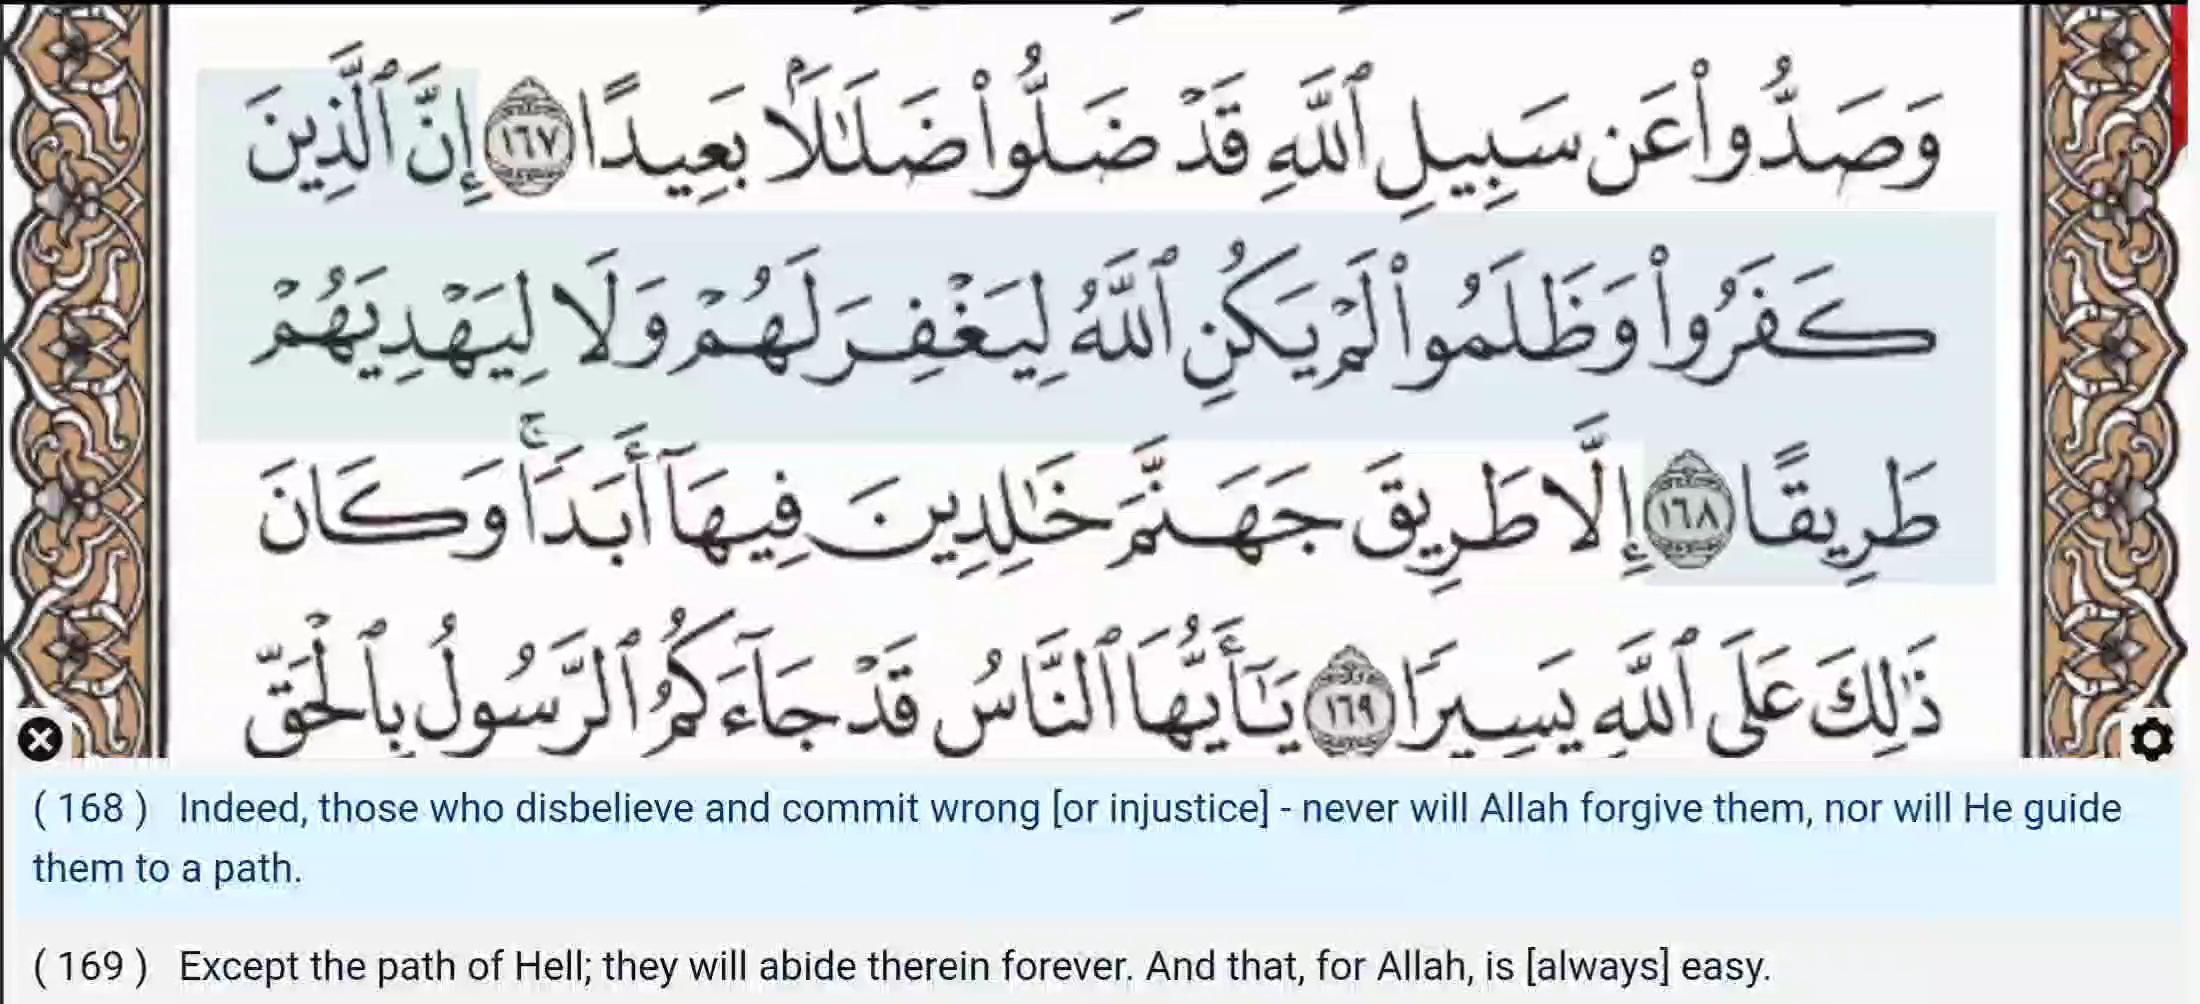 وَصَدُّوا۟ عَن سَبِيلِ ٱللَّهِ قَدْ ضَلُّوا۟ ضَلَٰلَۢا بَعِيدًا ١٦٧ إِنَّ ٱلَّذِينَ
كَفَرُوا۟ وَظَلَمُوا۟ لَمْ يَكُنِ ٱللَّهُ لِيَغْفِرَ لَهُمْ وَلَا لِيَهْدِيَهُمْ
طَرِيقًا ١٦٨ إِلَّا طَرِيقَ جَهَنَّمَ خَٰلِدِينَ فِيهَآ أَبَدًا ۚ وَكَانَ
ذَٰلِكَ عَلَى ٱللَّهِ يَسِيرًا ١٦٩ يَٰٓأَيُّهَا ٱلنَّاسُ قَدْ جَآءَكُمُ ٱلرَّسُولُ بِٱلْحَقِّ
( 168 ) Indeed, those who disbelieve and commit wrong [or injustice] - never will Allah forgive them, nor will He guide
them to a path.
( 169 ) Except the path of Hell; they will abide therein forever. And that, for Allah, is [always] easy.